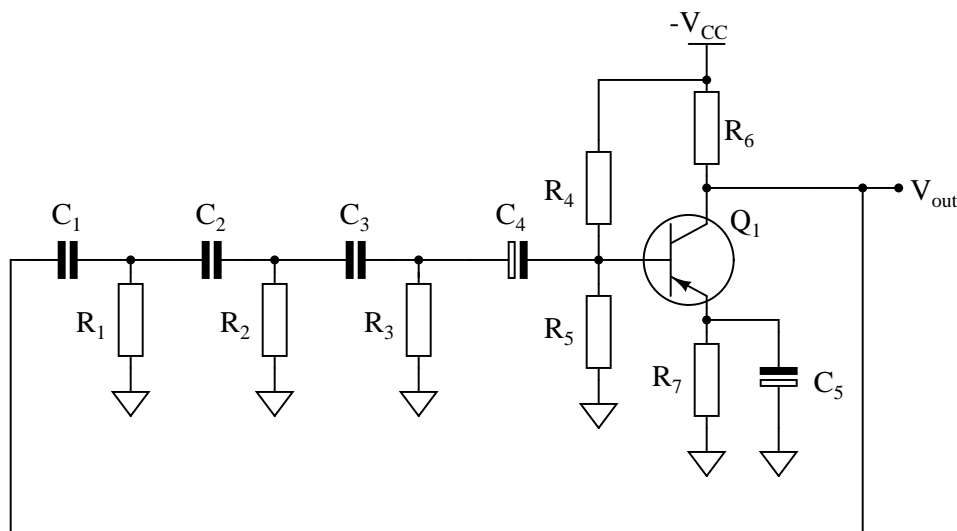 -V_CC
R_6
R_4
V_out
C_1
C_2
C_3
C_4
Q_1
R_1
R_2
R_3
R_5
R_7
C_5